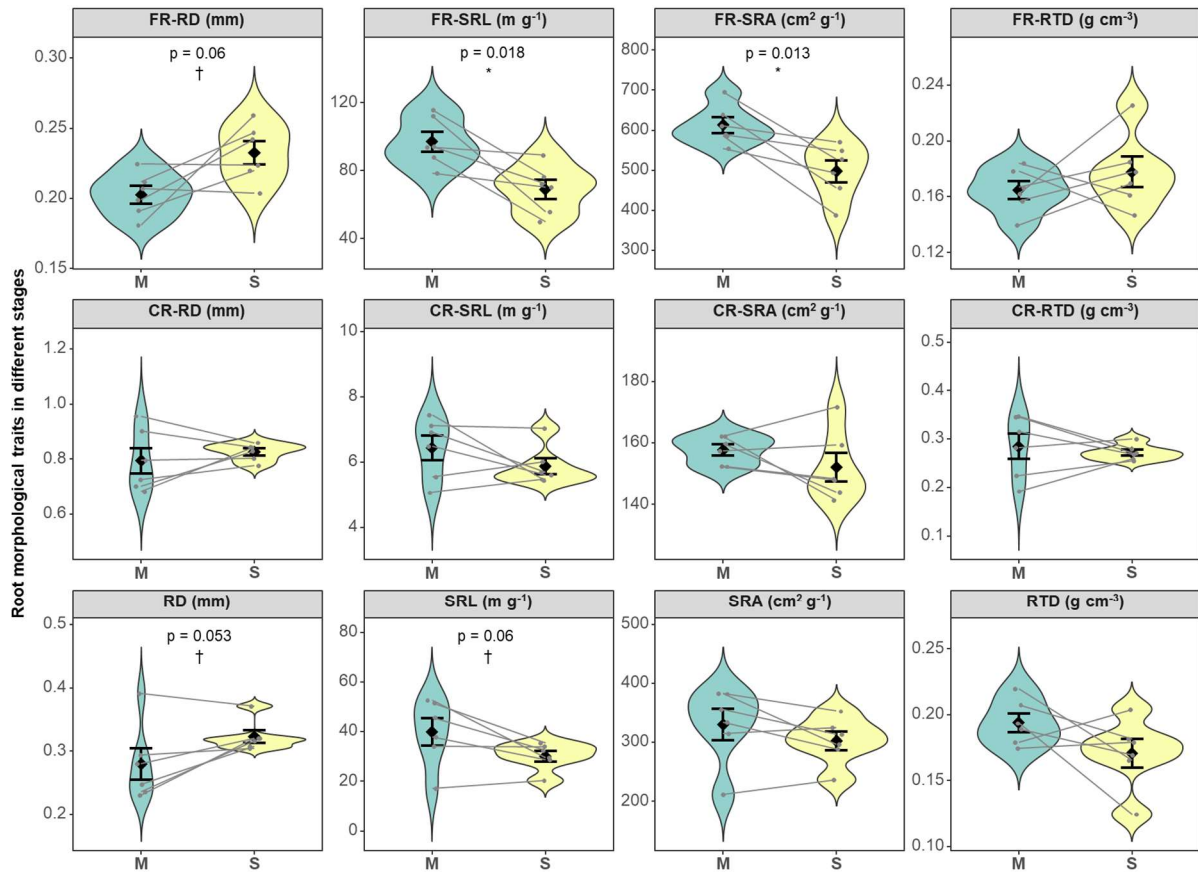 Root morphological traits in different stages
FR-RD (mm)
p = 0.06
†
0.30
0.25
0.20
0.15
M S
FR-SRL (m g⁻¹)
p = 0.018
*
120
80
40
M S
FR-SRA (cm² g⁻¹)
p = 0.013
*
800
700
600
500
400
300
M S
FR-RTD (g cm⁻³)
0.24
0.20
0.16
0.12
M S
CR-RD (mm)
1.2
1.0
0.8
0.6
M S
CR-SRL (m g⁻¹)
10
8
6
4
M S
CR-SRA (cm² g⁻¹)
180
160
140
M S
CR-RTD (g cm⁻³)
0.5
0.4
0.3
0.2
0.1
M S
RD (mm)
p = 0.053
†
0.5
0.4
0.3
0.2
M S
SRL (m g⁻¹)
p = 0.06
†
80
60
40
20
0
M S
SRA (cm² g⁻¹)
500
400
300
200
M S
RTD (g cm⁻³)
0.25
0.20
0.15
0.10
M S